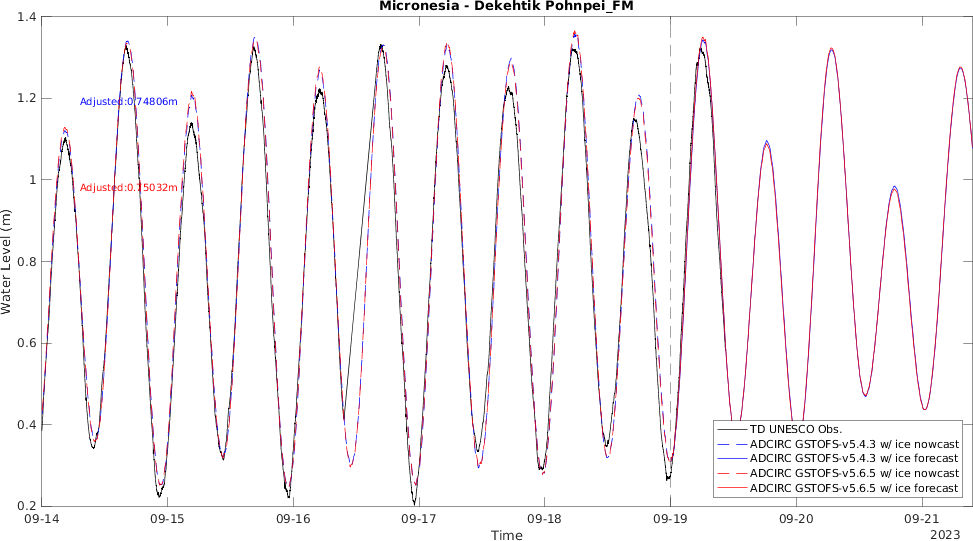 Micronesia - Dekehtik Pohnpei_FM
1.4
1.2
1
0.8
0.6
0.4
0.2
Water Level (m)
Adjusted:0.74806m
Adjusted:0.75032m
TD UNESCO Obs.
ADCIRC GSTOFS-v5.4.3 w/ ice nowcast
ADCIRC GSTOFS-v5.4.3 w/ ice forecast
ADCIRC GSTOFS-v5.6.5 w/ ice nowcast
ADCIRC GSTOFS-v5.6.5 w/ ice forecast
09-14 09-15 09-16 09-17 09-18 09-19 09-20 09-21
Time
2023